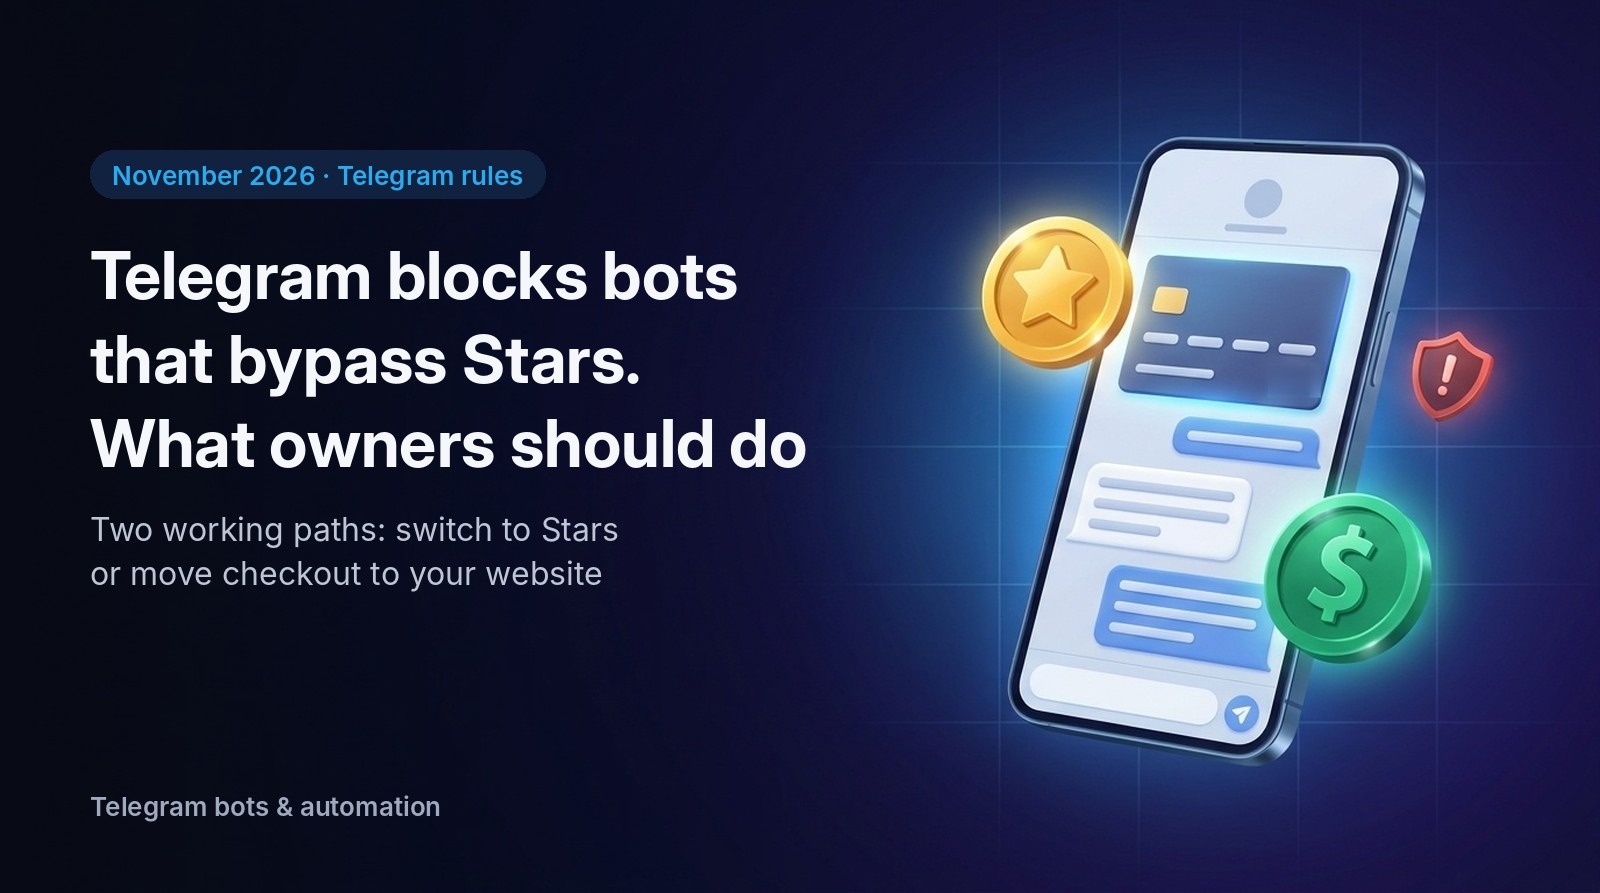 November 2026 · Telegram rules
Telegram blocks bots
that bypass Stars.
What owners should do
Two working paths: switch to Stars
or move checkout to your website
Telegram bots & automation